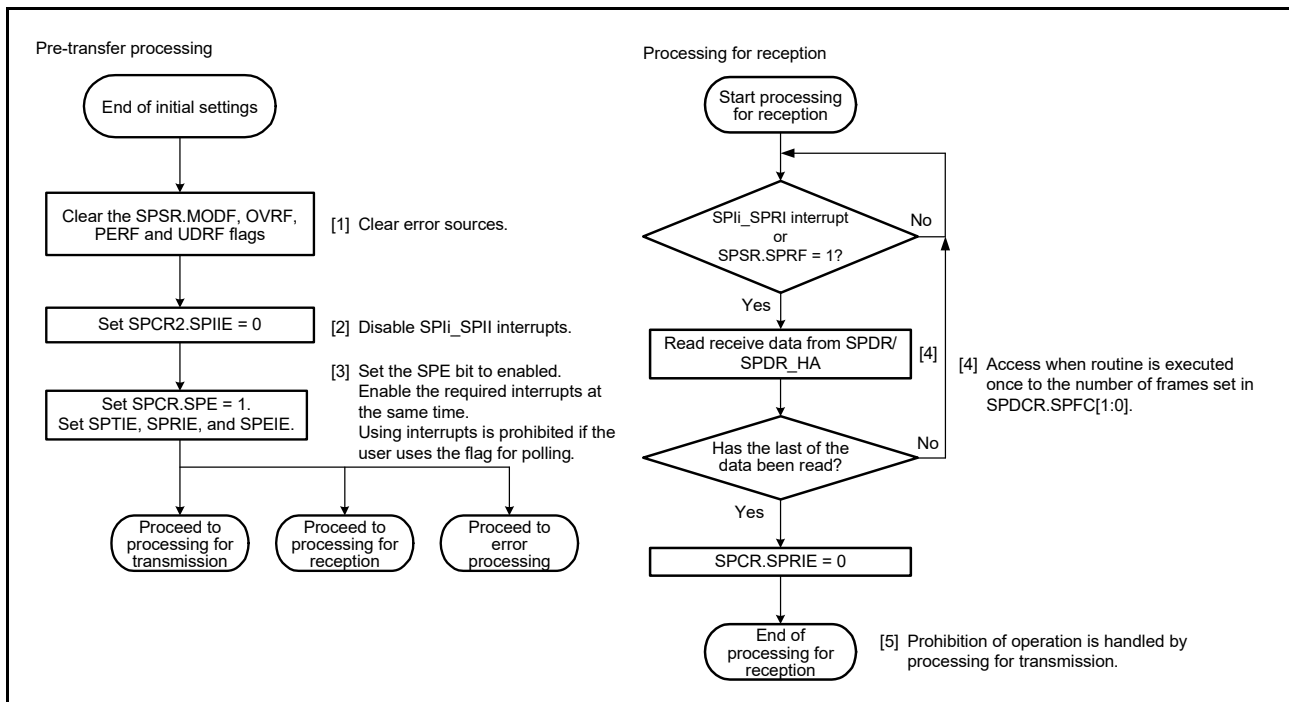 Pre-transfer processing
End of initial settings
Clear the SPSR.MODF, OVRF,
PERF and UDRF flags
[1] Clear error sources.
Set SPCR2.SPIIE = 0
[2] Disable SPIi_SPII interrupts.
Set SPCR.SPE = 1.
Set SPTIE, SPRIE, and SPEIE.
[3] Set the SPE bit to enabled.
Enable the required interrupts at
the same time.
Using interrupts is prohibited if the
user uses the flag for polling.
Proceed to
processing for
transmission
Proceed to
processing for
reception
Proceed to
error
processing
Processing for reception
Start processing
for reception
SPIi_SPRI interrupt
or
SPSR.SPRF = 1?
No
Yes
Read receive data from SPDR/
SPDR_HA
[4]
[4] Access when routine is executed
once to the number of frames set in
SPDCR.SPFC[1:0].
Has the last of the
data been read?
No
Yes
SPCR.SPRIE = 0
End of
processing for
reception
[5] Prohibition of operation is handled by
processing for transmission.